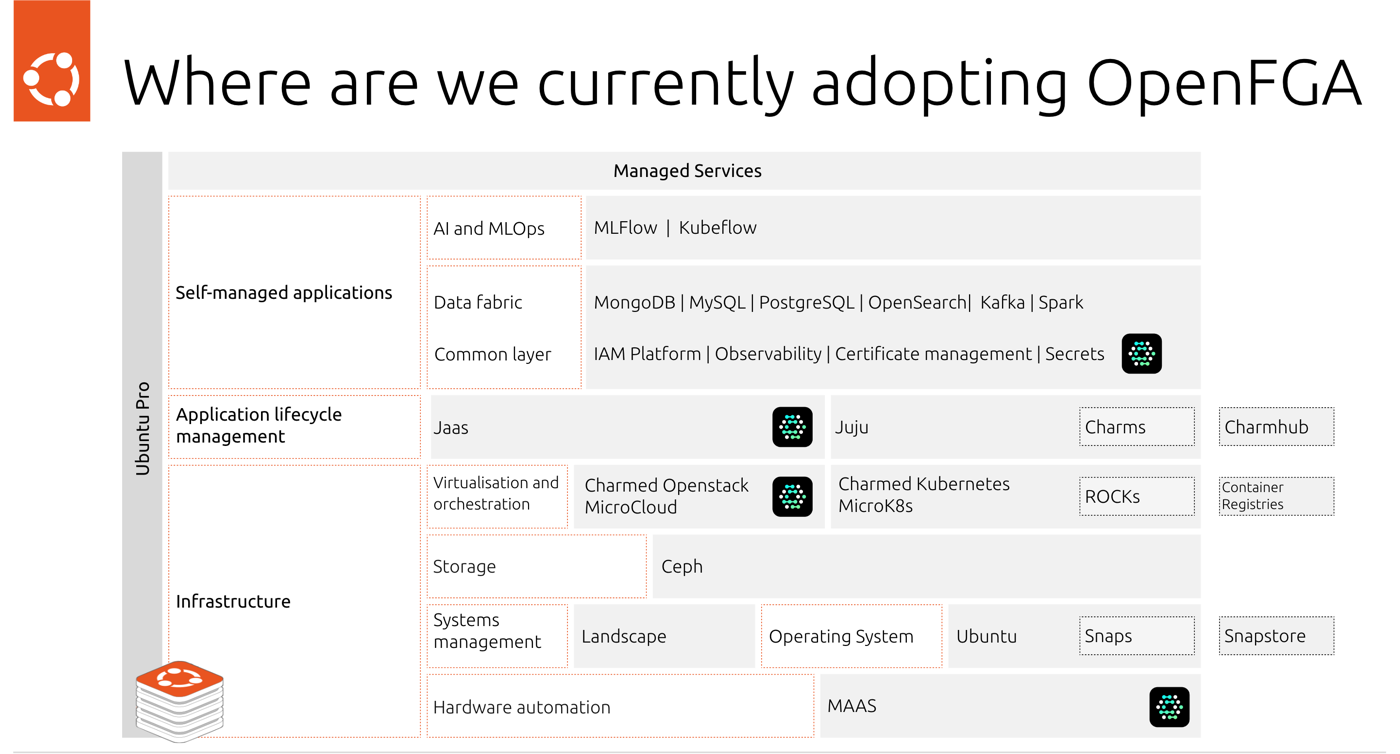 Where are we currently adopting OpenFGA
Managed Services
Ubuntu Pro
Self-managed applications
AI and MLOps
MLFlow | Kubeflow
Data fabric
MongoDB | MySQL | PostgreSQL | OpenSearch| Kafka | Spark
Common layer
IAM Platform | Observability | Certificate management | Secrets
Application lifecycle
management
Jaas
Juju
Charms
Charmhub
Infrastructure
Virtualisation and
orchestration
Charmed Openstack
MicroCloud
Charmed Kubernetes
MicroK8s
ROCKs
Container
Registries
Storage
Ceph
Systems
management
Landscape
Operating System
Ubuntu
Snaps
Snapstore
Hardware automation
MAAS